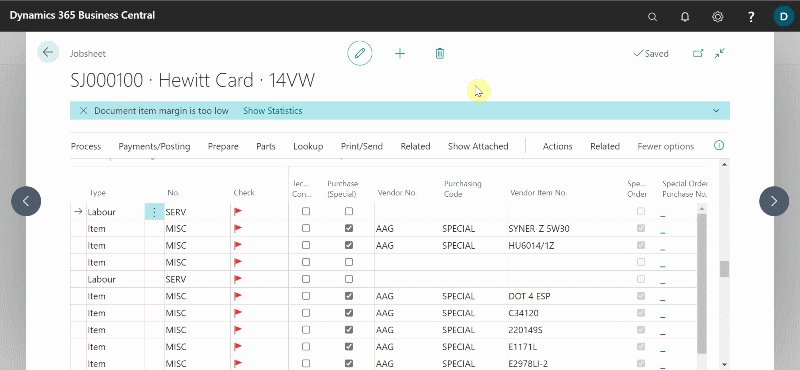 Dynamics 365 Business Central
?
D
Jobsheet
Saved
SJ000100 · Hewitt Card · 14VW
Document item margin is too low Show Statistics
Process Payments/Posting Prepare Parts Lookup Print/Send Related Show Attached Actions Related Fewer options
Type No. Check Tec... Con... Purchase (Special) Vendor No. Purchasing Code Vendor Item No. Spe... Order Special Order Purchase No.
Labour SERV
Item MISC AAG SPECIAL SYNER-Z 5W30 _
Item MISC AAG SPECIAL HU6014/1Z _
Item MISC _
Labour SERV _
Item MISC AAG SPECIAL DOT 4 ESP _
Item MISC AAG SPECIAL C34120 _
Item MISC AAG SPECIAL 220149S _
Item MISC AAG SPECIAL E1171L _
Item MISC AAG SPECIAL E2978LI-2 _